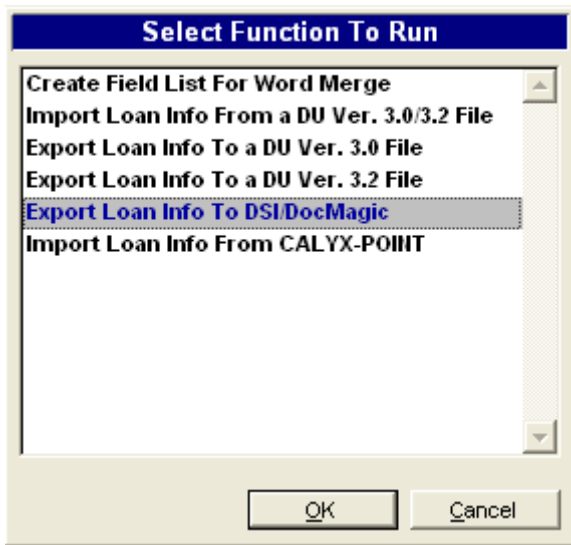 Select Function To Run
Create Field List For Word Merge
Import Loan Info From a DU Ver. 3.0/3.2 File
Export Loan Info To a DU Ver. 3.0 File
Export Loan Info To a DU Ver. 3.2 File
Export Loan Info To DSI/DocMagic
Import Loan Info From CALYX-POINT
OK Cancel